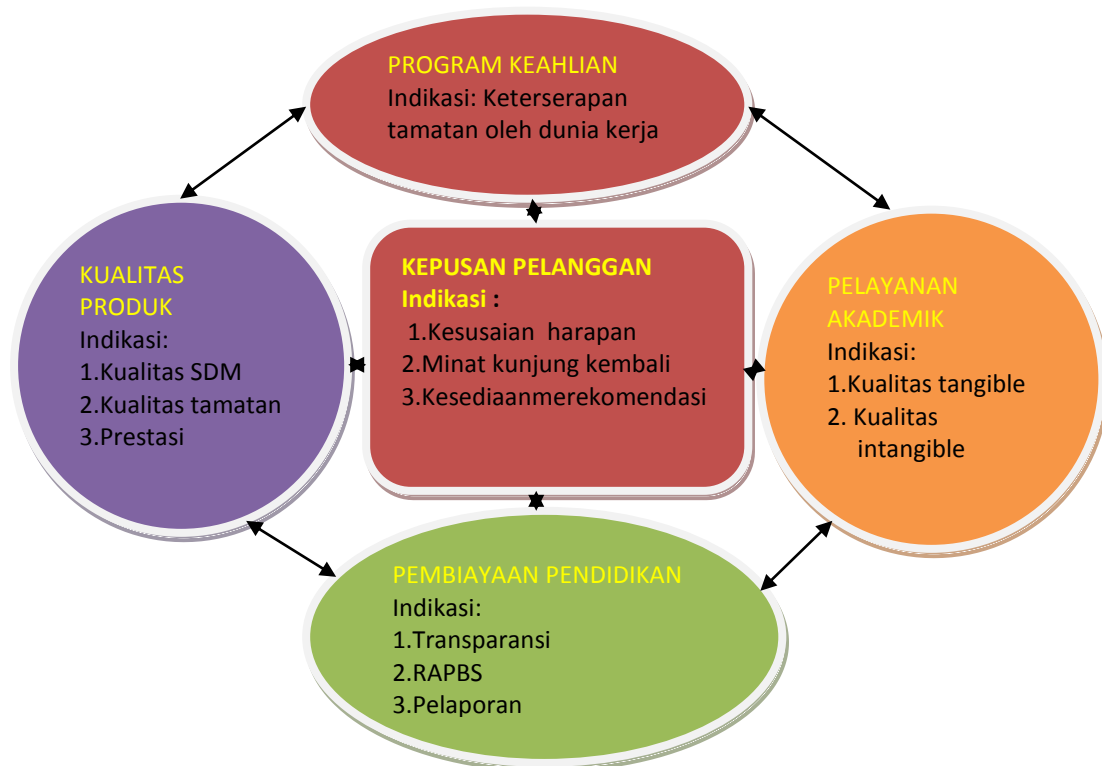 PROGRAM KEAHLIAN
Indikasi: Keterserapan
tamatan oleh dunia kerja
KUALITAS
PRODUK
Indikasi:
1.Kualitas SDM
2.Kualitas tamatan
3.Prestasi
KEPUSAN PELANGGAN
Indikasi :
1.Kesusaian harapan
2.Minat kunjung kembali
3.Kesediaanmerekomendasi
PELAYANAN
AKADEMIK
Indikasi:
1.Kualitas tangible
2. Kualitas
intangible
PEMBIAYAAN PENDIDIKAN
Indikasi:
1.Transparansi
2.RAPBS
3.Pelaporan